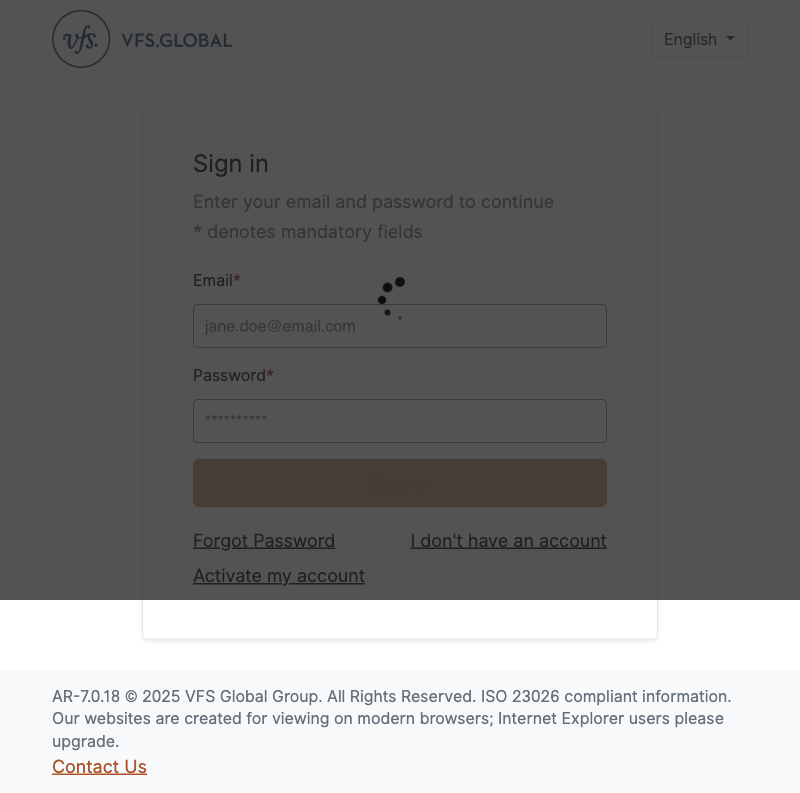 vfs.
VFS.GLOBAL
English
Sign in
Enter your email and password to continue
* denotes mandatory fields
Email*
jane.doe@email.com
Password*
**********
Sign In
Forgot Password
I don't have an account
Activate my account
AR-7.0.18 © 2025 VFS Global Group. All Rights Reserved. ISO 23026 compliant information.
Our websites are created for viewing on modern browsers; Internet Explorer users please
upgrade.
Contact Us